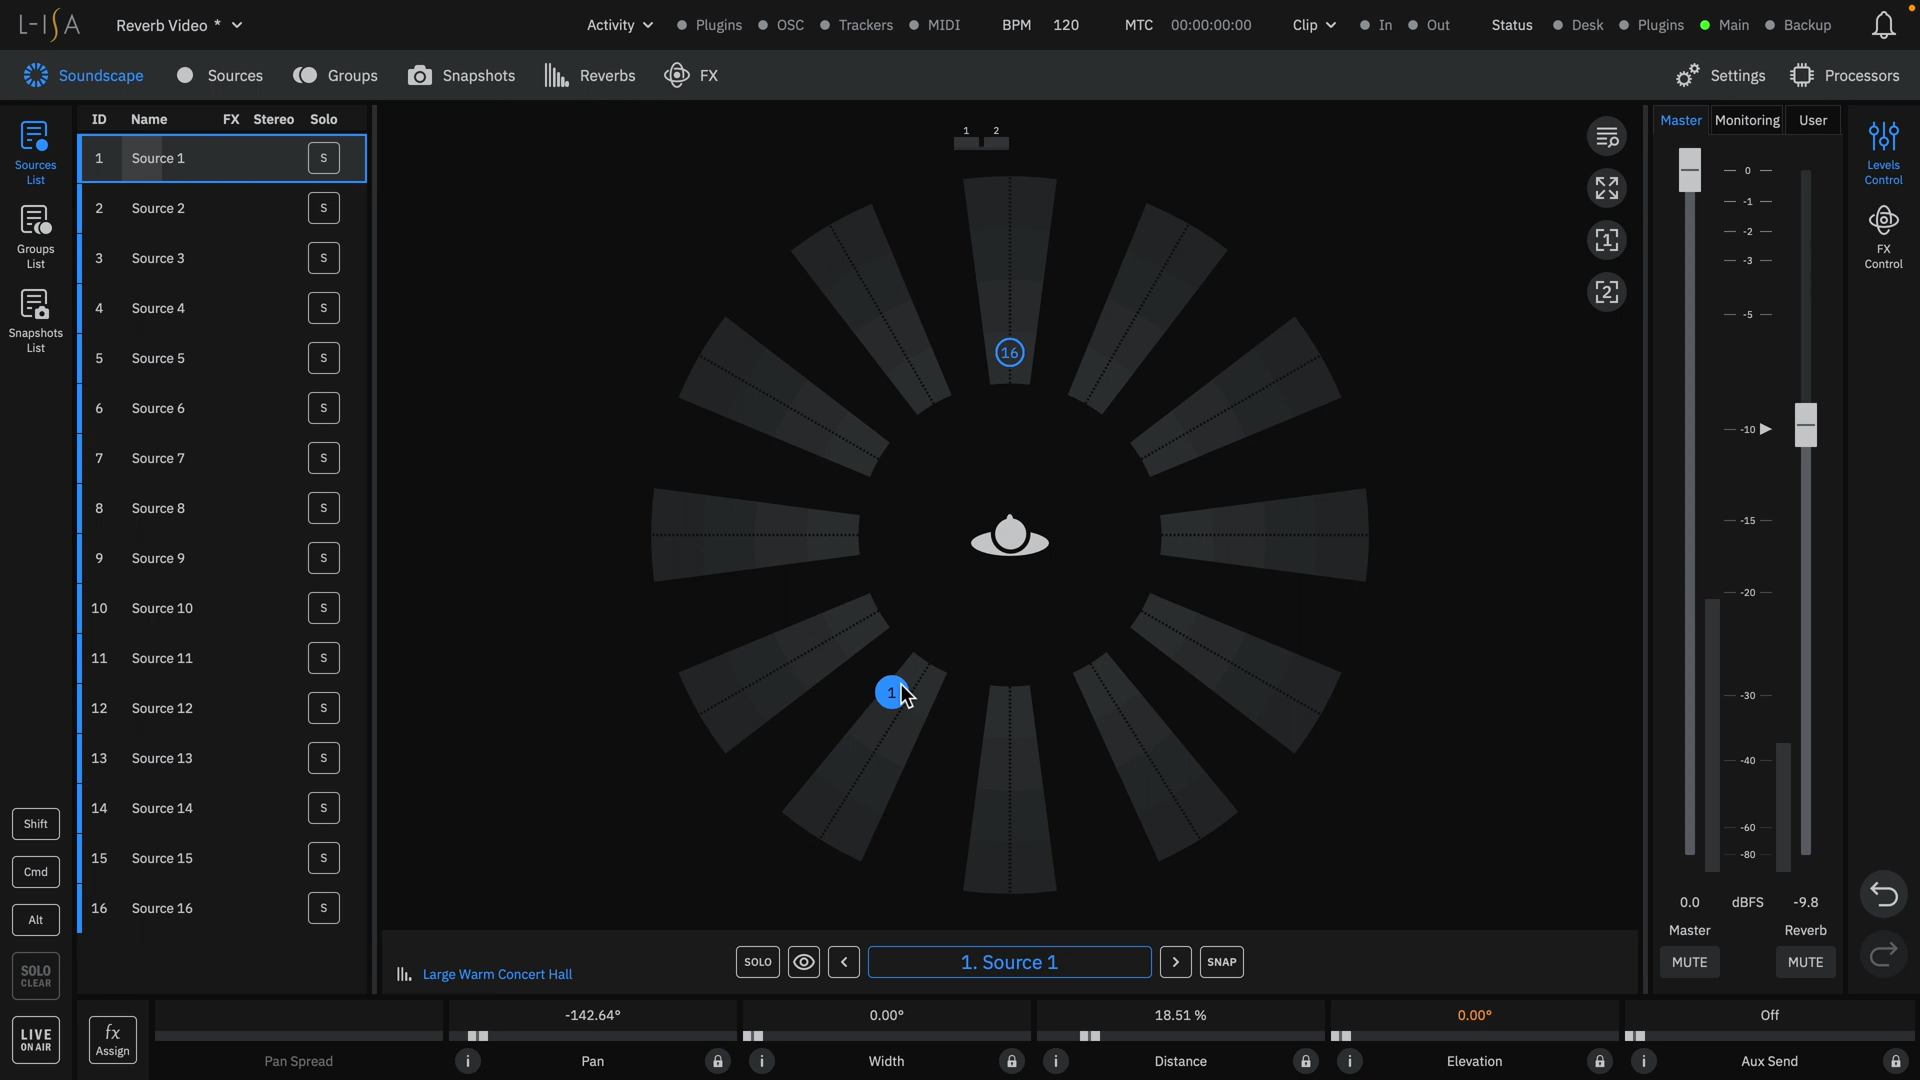 L-ISA
Reverb Video *
Activity
Plugins
OSC
Trackers
MIDI
BPM 120
MTC 00:00:00:00
Clip
In
Out
Status
Desk
Plugins
Main
Backup
Soundscape
Sources
Groups
Snapshots
Reverbs
FX
Settings
Processors
Sources
List
Groups
List
Snapshots
List
Shift
Cmd
Alt
SOLO
CLEAR
LIVE
ON AIR
ID Name FX Stereo Solo
1 Source 1 S
2 Source 2 S
3 Source 3 S
4 Source 4 S
5 Source 5 S
6 Source 6 S
7 Source 7 S
8 Source 8 S
9 Source 9 S
10 Source 10 S
11 Source 11 S
12 Source 12 S
13 Source 13 S
14 Source 14 S
15 Source 15 S
16 Source 16 S
1 2
16
1
1
2
Large Warm Concert Hall
SOLO
1. Source 1
SNAP
Master
Monitoring
User
0
-1
-2
-3
-5
-10
-15
-20
-30
-40
-60
-80
0.0 dBFS -9.8
Master Reverb
MUTE MUTE
Levels
Control
FX
Control
fx
Assign
Pan Spread
-142.64°
i Pan
0.00°
i Width
18.51 %
i Distance
0.00°
i Elevation
Off
i Aux Send